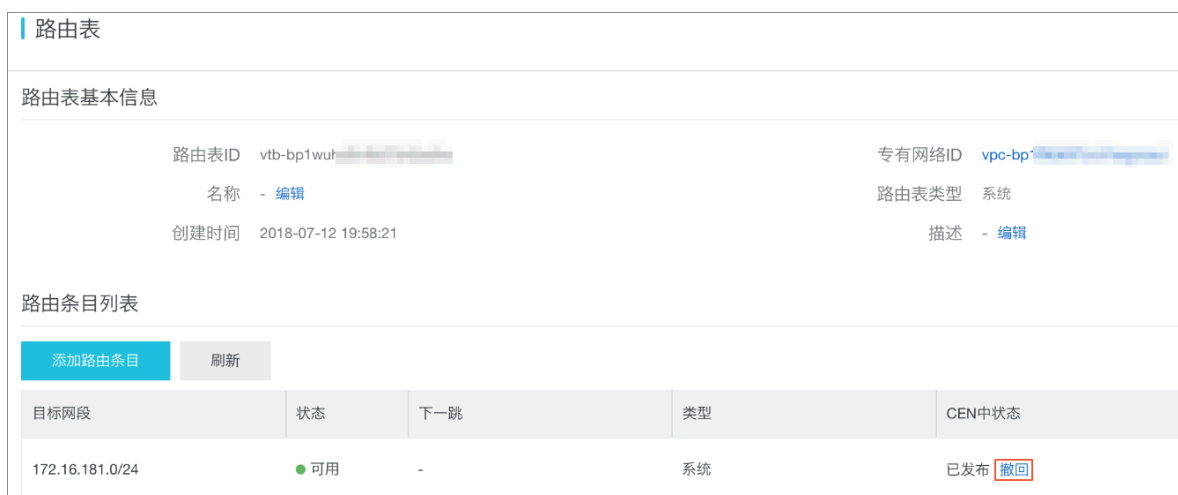 路由表
路由表基本信息
路由表ID vtb-bp1wuh 专有网络ID vpc-bp1
名称 - 编辑 路由表类型 系统
创建时间 2018-07-12 19:58:21 描述 - 编辑
路由条目列表
添加路由条目 刷新
目标网段 状态 下一跳 类型 CEN中状态
172.16.181.0/24 可用 - 系统 已发布 撤回